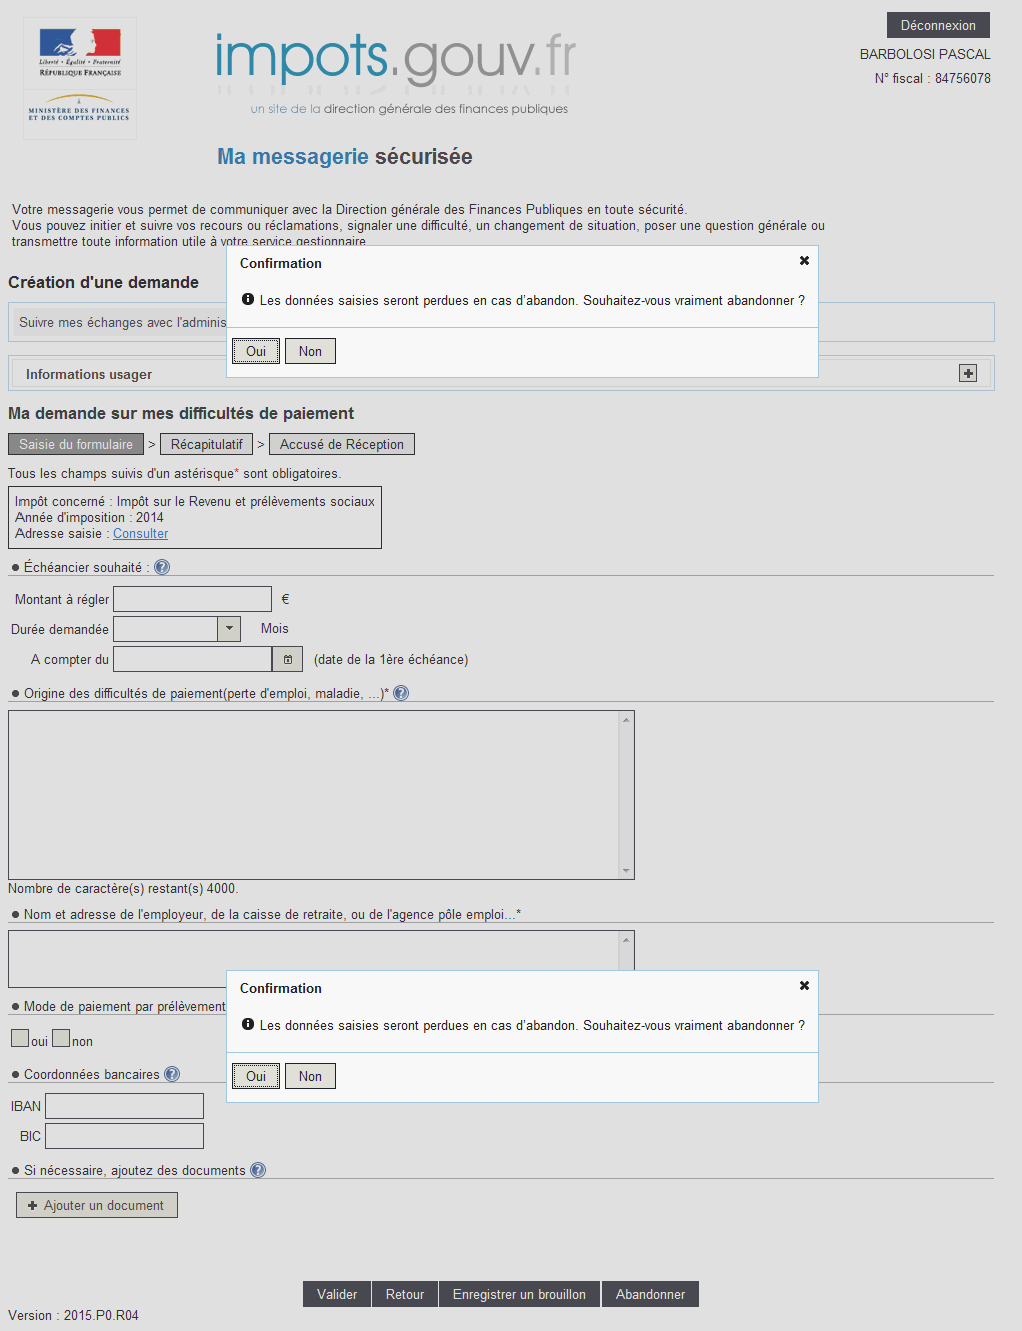 Déconnexion
BARBOLOSI PASCAL
N° fiscal : 84756078
Liberté • Égalité • Fraternité
RÉPUBLIQUE FRANÇAISE
MINISTÈRE DES FINANCES
ET DES COMPTES PUBLICS
impots.gouv.fr
un site de la direction générale des finances publiques
Ma messagerie sécurisée
Votre messagerie vous permet de communiquer avec la Direction générale des Finances Publiques en toute sécurité.
Vous pouvez initier et suivre vos recours ou réclamations, signaler une difficulté, un changement de situation, poser une question générale ou
transmettre toute information utile à votre service gestionnaire
Confirmation
Création d'une demande
Les données saisies seront perdues en cas d'abandon. Souhaitez-vous vraiment abandonner ?
Suivre mes échanges avec l'adminis
Oui Non
Informations usager
Ma demande sur mes difficultés de paiement
Saisie du formulaire > Récapitulatif > Accusé de Réception
Tous les champs suivis d'un astérisque* sont obligatoires.
Impôt concerné : Impôt sur le Revenu et prélèvements sociaux
Année d'imposition : 2014
Adresse saisie : Consulter
Échéancier souhaité :
Montant à régler €
Durée demandée Mois
A compter du (date de la 1ère échéance)
Origine des difficultés de paiement(perte d'emploi, maladie, ...)*
Nombre de caractère(s) restant(s) 4000.
Nom et adresse de l'employeur, de la caisse de retraite, ou de l'agence pôle emploi...*
Confirmation
Mode de paiement par prélèvement
Les données saisies seront perdues en cas d'abandon. Souhaitez-vous vraiment abandonner ?
oui non
Coordonnées bancaires
Oui Non
IBAN
BIC
Si nécessaire, ajoutez des documents
Ajouter un document
Valider Retour Enregistrer un brouillon Abandonner
Version : 2015.P0.R04